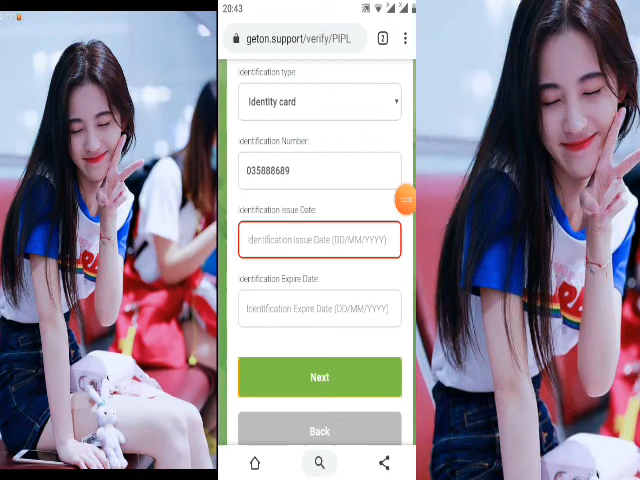 20:43
geton.support/verify/PIPL
2
Identification type:
Identity card
Identification Number:
035888689
Identification issue Date:
Identification issue Date (DD/MM/YYYY)
Identification Expire Date:
Identification Expire Date (DD/MM/YYYY)
Next
Back